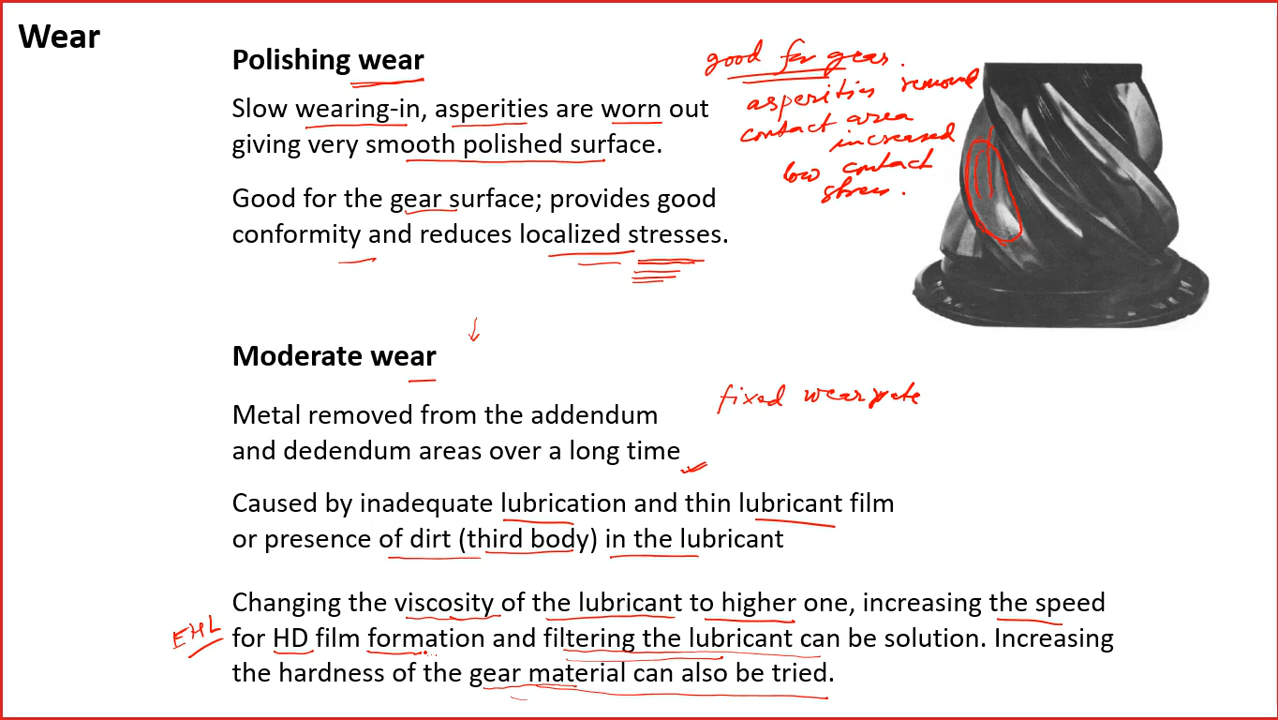 Wear
Polishing wear
Slow wearing-in, asperities are worn out
giving very smooth polished surface.
Good for the gear surface; provides good
conformity and reduces localized stresses.
good for gear.
asperities removed
contact area
increased
low contact
stress.
Moderate wear
Metal removed from the addendum
and dedendum areas over a long time
fixed wear rate
Caused by inadequate lubrication and thin lubricant film
or presence of dirt (third body) in the lubricant
Changing the viscosity of the lubricant to higher one, increasing the speed
EHL
for HD film formation and filtering the lubricant can be solution. Increasing
the hardness of the gear material can also be tried.